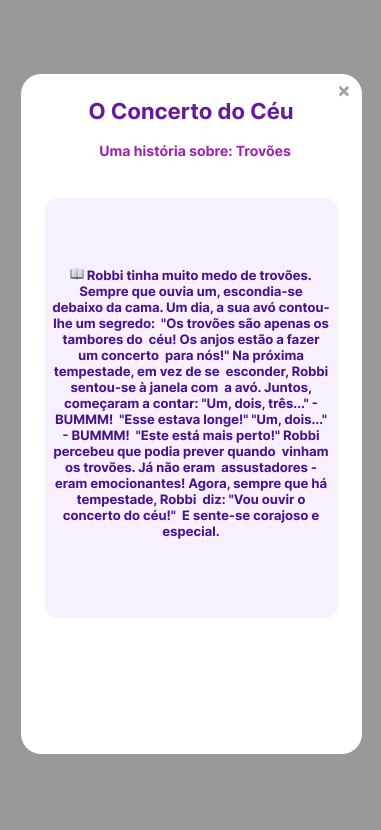 ×
O Concerto do Céu
Uma história sobre: Trovões
📖 Robbi tinha muito medo de trovões.
Sempre que ouvia um, escondia-se
debaixo da cama. Um dia, a sua avó contou-
lhe um segredo:  "Os trovões são apenas os
tambores do  céu! Os anjos estão a fazer
um concerto  para nós!" Na próxima
tempestade, em vez de se  esconder, Robbi
sentou-se à janela com  a avó. Juntos,
começaram a contar: "Um, dois, três..." -
BUMMM!  "Esse estava longe!" "Um, dois..."
- BUMMM!  "Este está mais perto!" Robbi
percebeu que podia prever quando  vinham
os trovões. Já não eram  assustadores -
eram emocionantes! Agora, sempre que há
tempestade, Robbi  diz: "Vou ouvir o
concerto do céu!"  E sente-se corajoso e
especial.